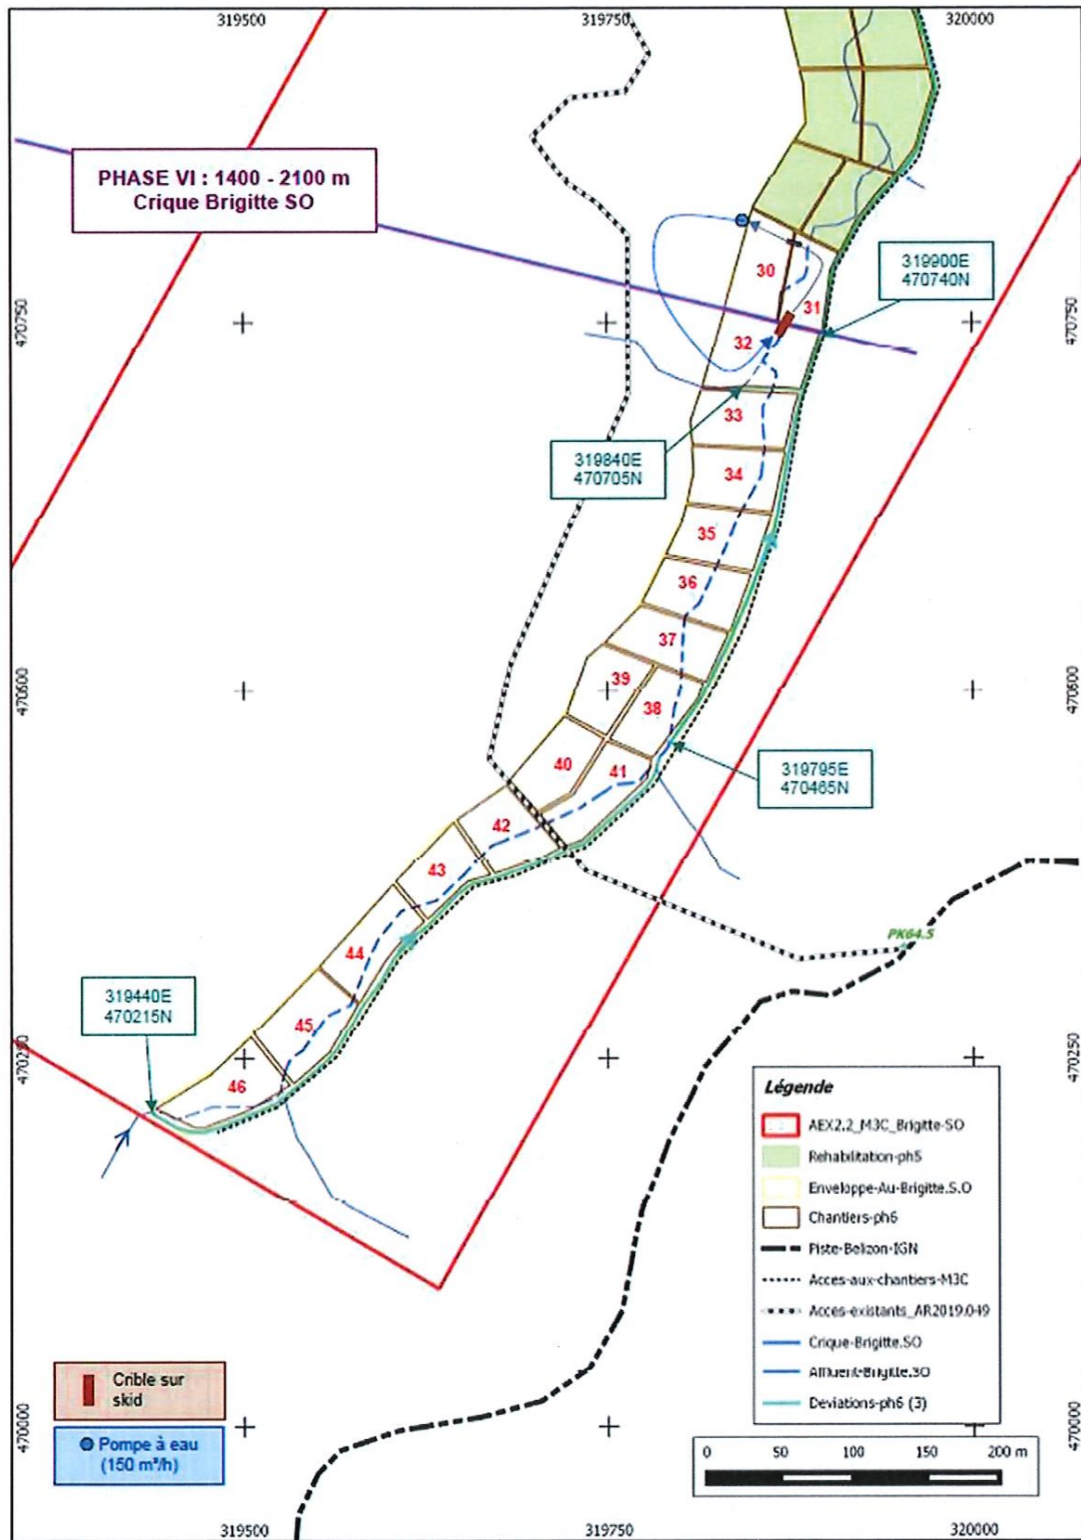 319500
319750
320000
PHASE VI : 1400 - 2100 m
Crique Brigitte SO
319900E
470740N
30
31
470750
470750
32
33
319840E
470705N
34
35
36
37
470500
470500
39
38
40
41
319795E
470465N
42
43
PK64.5
44
319440E
470215N
45
470250
470250
46
Légende
AEX2.2_M3C_Brigitte-SO
Rehabilitation-ph5
Enveloppe-Au-Brigitte.S.O
Chantiers-ph6
Piste-Belizon-IGN
Acces-aux-chantiers-M3C
Acces-existants_AR2019.049
Crique-Brigitte.SO
Affluent-Brigitte.SO
Deviations-ph6 (3)
Crible sur
skid
Pompe à eau
(150 m³/h)
470000
470000
0 50 100 150 200 m
319500
319750
320000